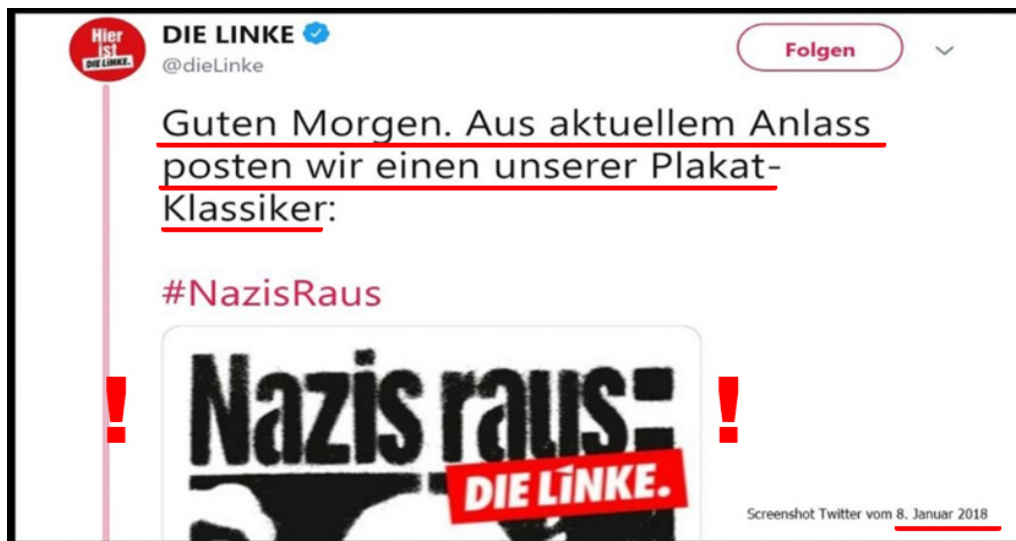 Hier
ist
DIE LINKE.
DIE LINKE
@dieLinke
Folgen
Guten Morgen. Aus aktuellem Anlass
posten wir einen unserer Plakat-
Klassiker:
#NazisRaus
! !
Nazis raus:
DIE LINKE.
Screenshot Twitter vom 8. Januar 2018